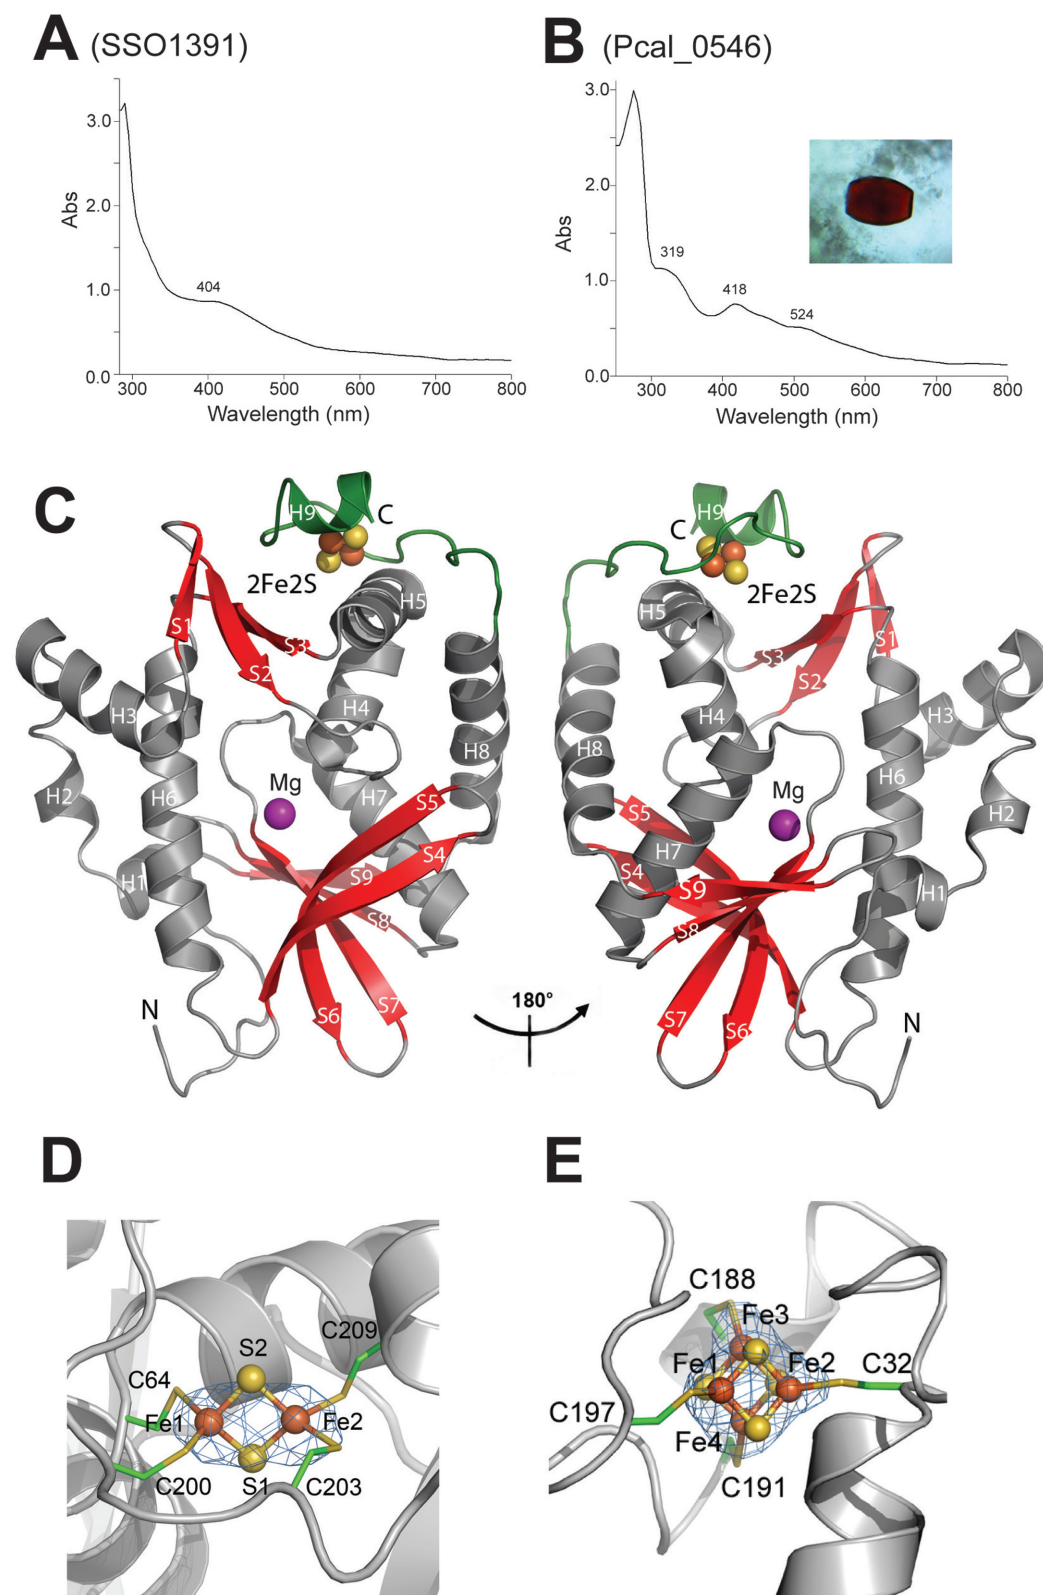 A (SSO1391)
3.0
2.0
1.0
0.0
Abs
404
300 400 500 600 700 800
Wavelength (nm)
B (Pcal_0546)
3.0
2.0
1.0
0.0
Abs
319
418
524
300 400 500 600 700 800
Wavelength (nm)
C
H9
C
2Fe2S
H5
S1
S3
S2
H3
H4
H8
H2
H6
Mg
H7
S5
S4
H1
S9
S8
N
S6
S7
180°
H9
C
2Fe2S
H5
S1
S3
S2
H4
H3
H8
H6
Mg
H2
S5
H7
S4
S9
H1
S8
S7
S6
N
D
C209
S2
C64
Fe1
Fe2
C200
S1
C203
E
C188
Fe3
Fe1
Fe2
C32
C197
Fe4
C191